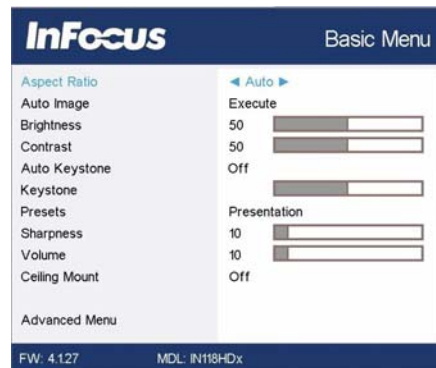 InFocus
Basic Menu
Aspect Ratio ◄ Auto ►
Auto Image Execute
Brightness 50
Contrast 50
Auto Keystone Off
Keystone
Presets Presentation
Sharpness 10
Volume 10
Ceiling Mount Off
Advanced Menu
FW: 4.1.27 MDL: IN118HDx